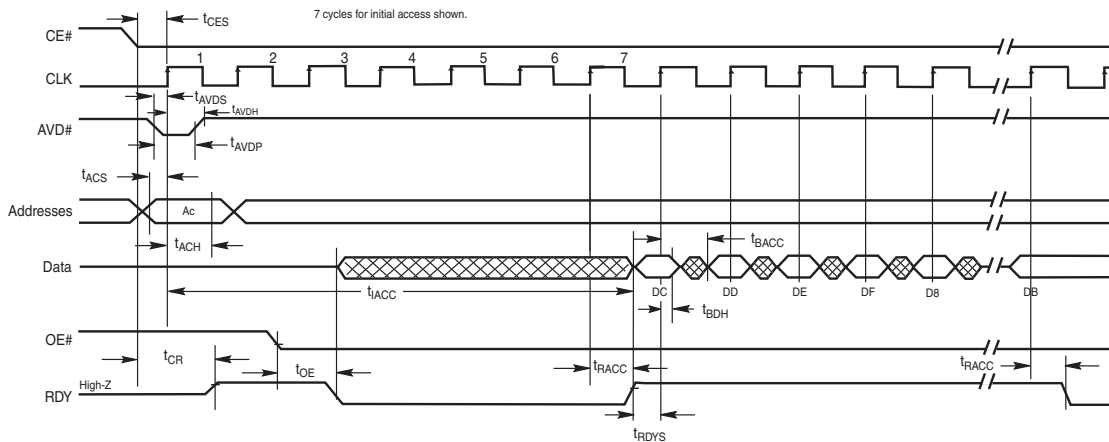 7 cycles for initial access shown.
tCES
CE#
1 2 3 4 5 6 7
CLK
tAVDS
tAVDH
AVD#
tAVDP
tACS
Addresses
Ac
tACH
tBACC
Data
tIACC
DC DD DE DF D8 DB
tBDH
OE#
tCR
tOE
tRACC
tRACC
High-Z
RDY
tRDYS